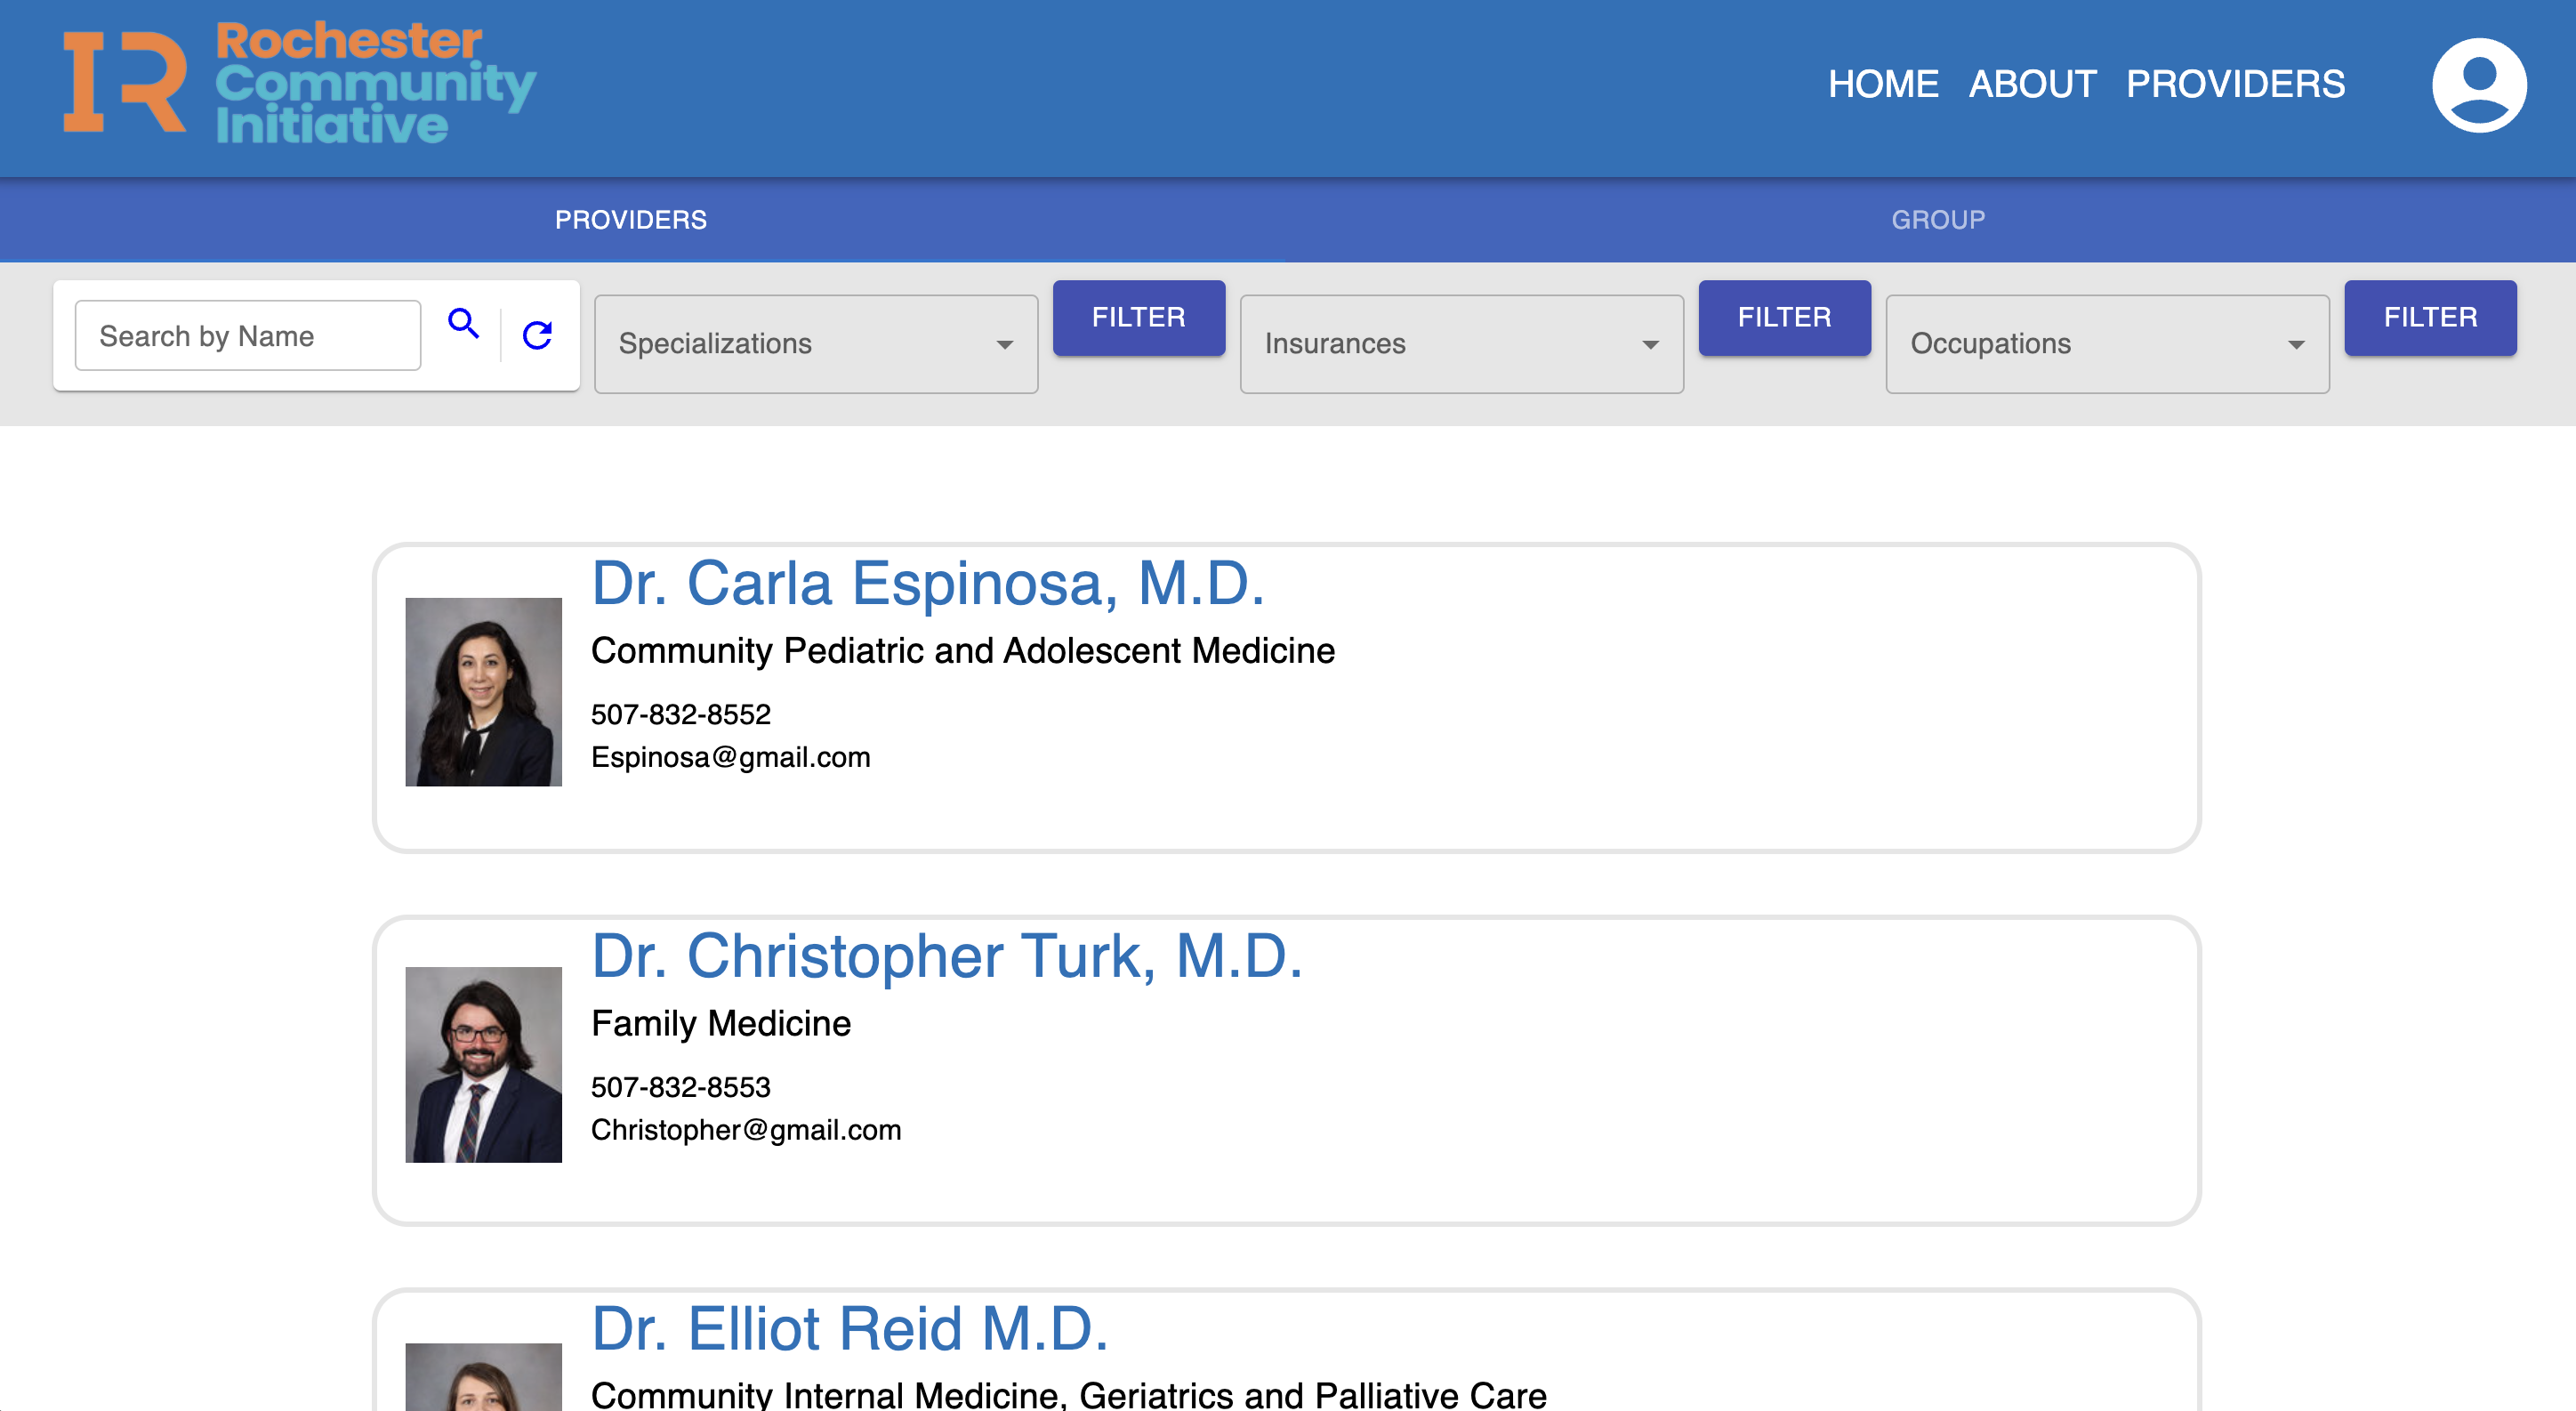 IR Rochester
Community
Initiative
HOME ABOUT PROVIDERS
PROVIDERS GROUP
Search by Name Specializations FILTER Insurances FILTER Occupations FILTER
Dr. Carla Espinosa, M.D.
Community Pediatric and Adolescent Medicine
507-832-8552
Espinosa@gmail.com
Dr. Christopher Turk, M.D.
Family Medicine
507-832-8553
Christopher@gmail.com
Dr. Elliot Reid M.D.
Community Internal Medicine, Geriatrics and Palliative Care